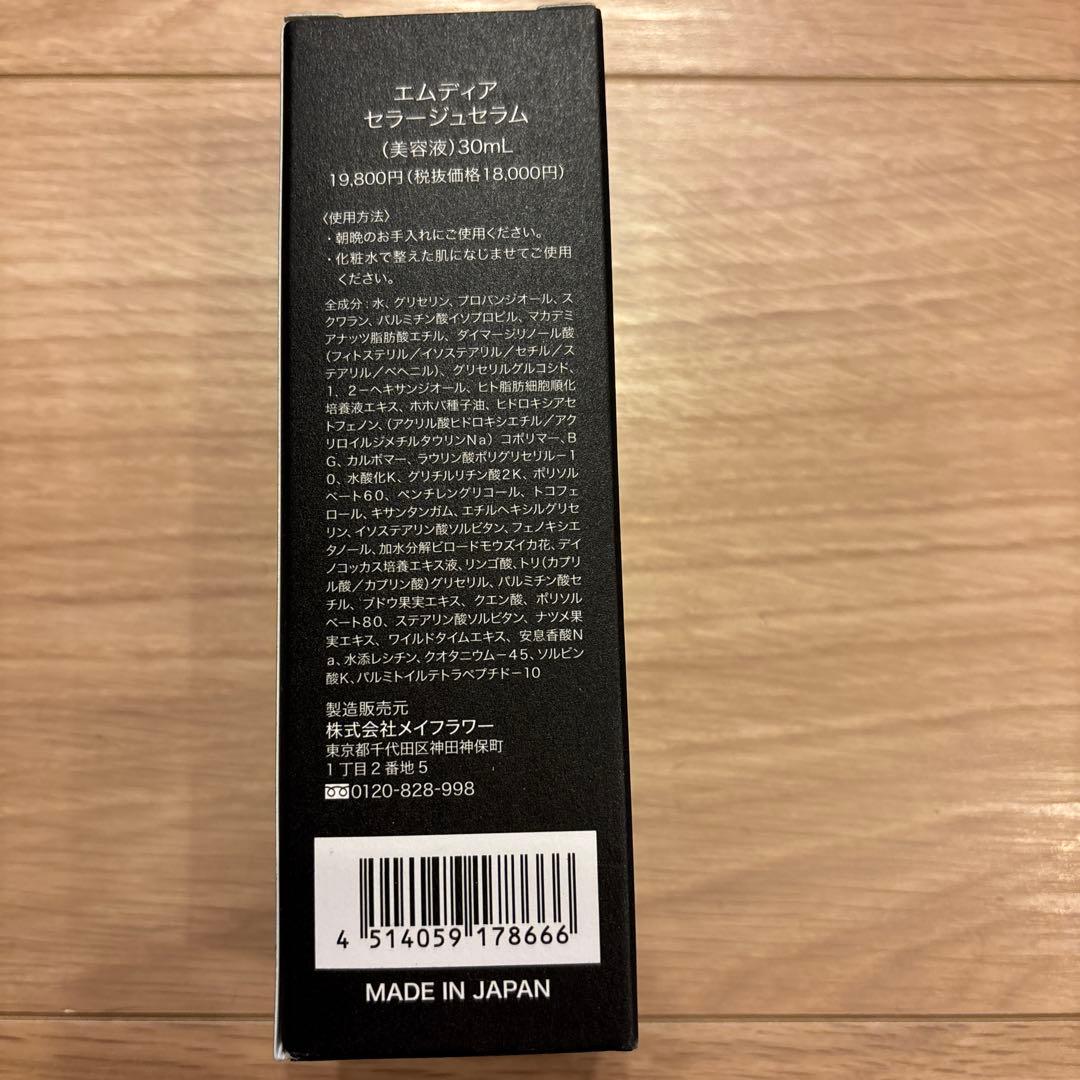 エムディア
セラージュセラム
（美容液）30mL
19,800円（税抜価格18,000円）
〈使用方法〉
・朝晩のお手入れにご使用ください。
・化粧水で整えた肌になじませてご使用
ください。
全成分：水、グリセリン、プロパンジオール、ス
クワラン、パルミチン酸イソプロピル、マカデミ
アナッツ脂肪酸エチル、ダイマージリノール酸
（フィトステリル／イソステアリル／セチル／ス
テアリル／ベヘニル）、グリセリルグルコシド、
1，2－ヘキサンジオール、ヒト脂肪細胞順化
培養液エキス、ホホバ種子油、ヒドロキシアセ
トフェノン、（アクリル酸ヒドロキシエチル／アク
リロイルジメチルタウリンNa）コポリマー、B
G、カルボマー、ラウリン酸ポリグリセリル－1
0、水酸化K、グリチルリチン酸2K、ポリソル
ベート60、ペンチレングリコール、トコフェ
ロール、キサンタンガム、エチルヘキシルグリセ
リン、イソステアリン酸ソルビタン、フェノキシエ
タノール、加水分解ビロードモウズイカ花、デイ
ノコッカス培養エキス液、リンゴ酸、トリ（カプリ
ル酸／カプリン酸）グリセリル、パルミチン酸セ
チル、ブドウ果実エキス、クエン酸、ポリソル
ベート80、ステアリン酸ソルビタン、ナツメ果
実エキス、ワイルドタイムエキス、安息香酸N
a、水添レシチン、クオタニウム－45、ソルビン
酸K、パルミトイルテトラペプチド－10
製造販売元
株式会社メイフラワー
東京都千代田区神田神保町
1丁目2番地5
0120-828-998
4 514059 178666
MADE IN JAPAN